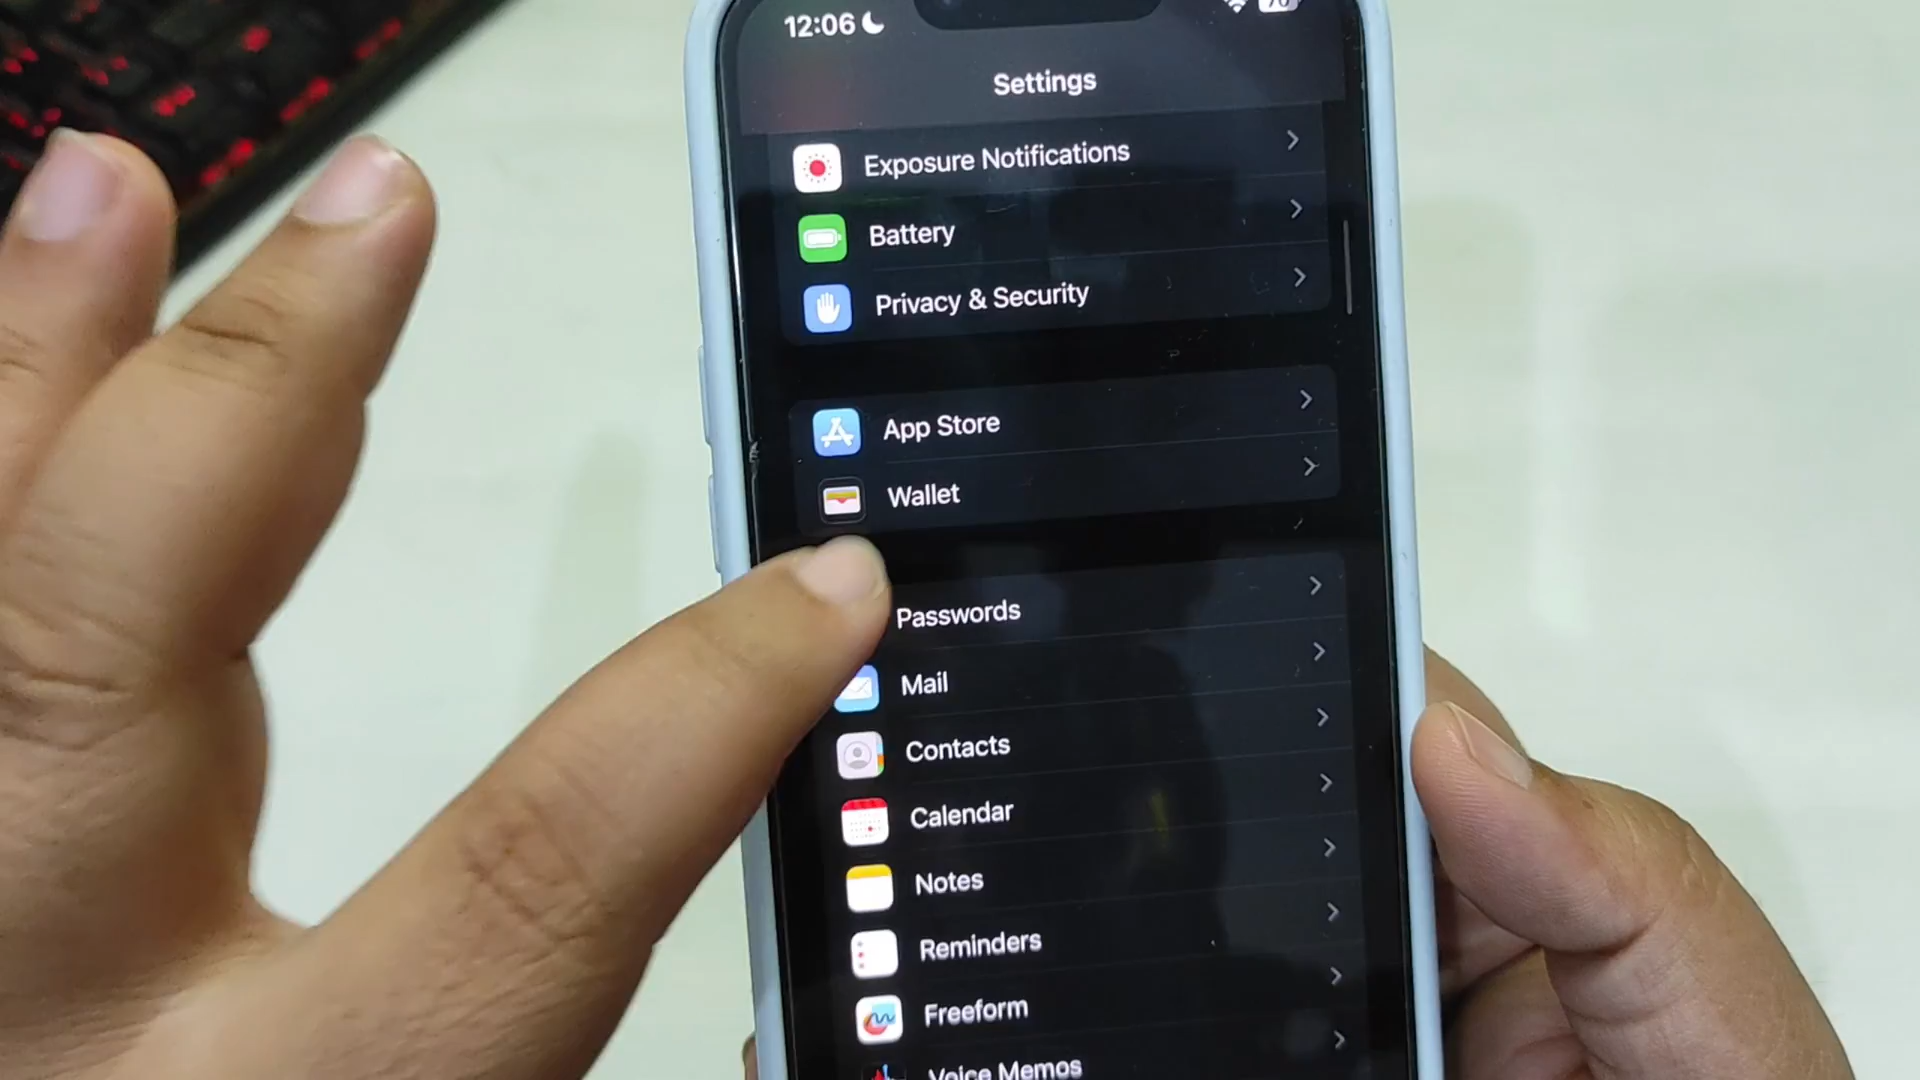 12:06
Settings
Exposure Notifications
Battery
Privacy & Security
App Store
Wallet
Passwords
Mail
Contacts
Calendar
Notes
Reminders
Freeform
Voice Memos